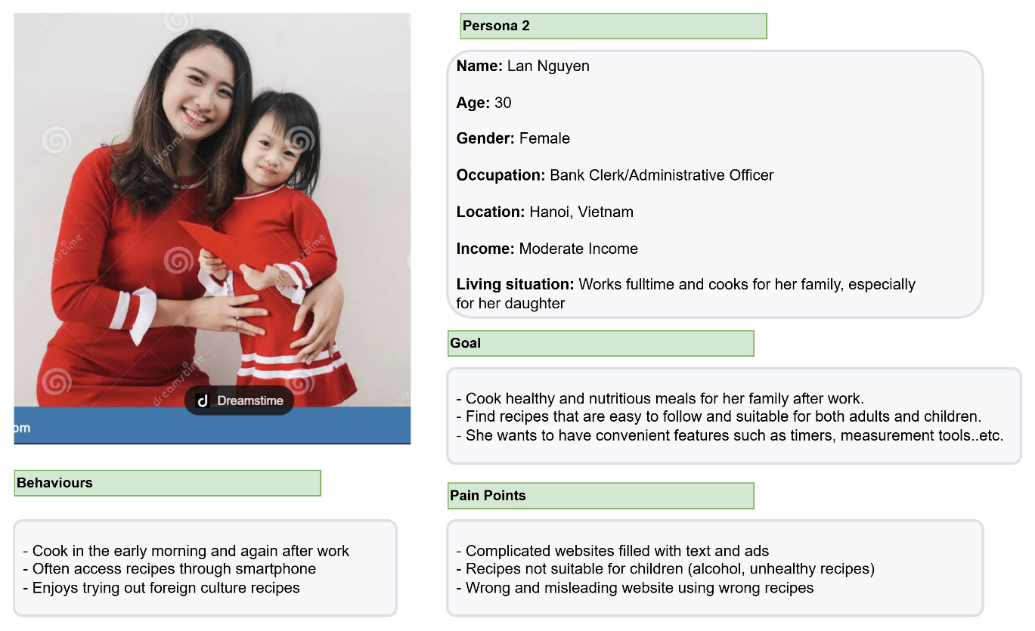 Persona 2
Name: Lan Nguyen
Age: 30
Gender: Female
Occupation: Bank Clerk/Administrative Officer
Location: Hanoi, Vietnam
Income: Moderate Income
Living situation: Works fulltime and cooks for her family, especially
for her daughter
dreamstime
dreamstime
dreamstime
dreamstime
Dreamstime
om
Goal
- Cook healthy and nutritious meals for her family after work.
- Find recipes that are easy to follow and suitable for both adults and children.
- She wants to have convenient features such as timers, measurement tools..etc.
Behaviours
- Cook in the early morning and again after work
- Often access recipes through smartphone
- Enjoys trying out foreign culture recipes
Pain Points
- Complicated websites filled with text and ads
- Recipes not suitable for children (alcohol, unhealthy recipes)
- Wrong and misleading website using wrong recipes